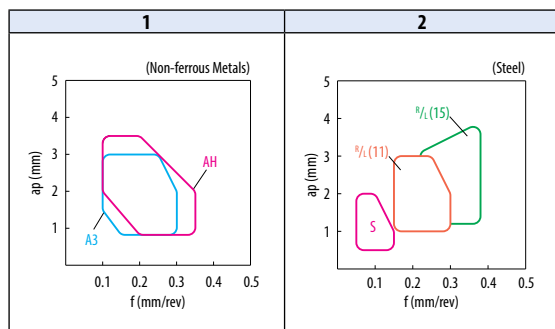 1
(Non-ferrous Metals)
5
4
3
2
1
ap (mm)
AH
A3
0.1 0.2 0.3 0.4 0.5
f (mm/rev)
2
(Steel)
5
4
3
2
1
ap (mm)
R/L (15)
R/L (11)
S
0.1 0.2 0.3 0.4 0.5
f (mm/rev)